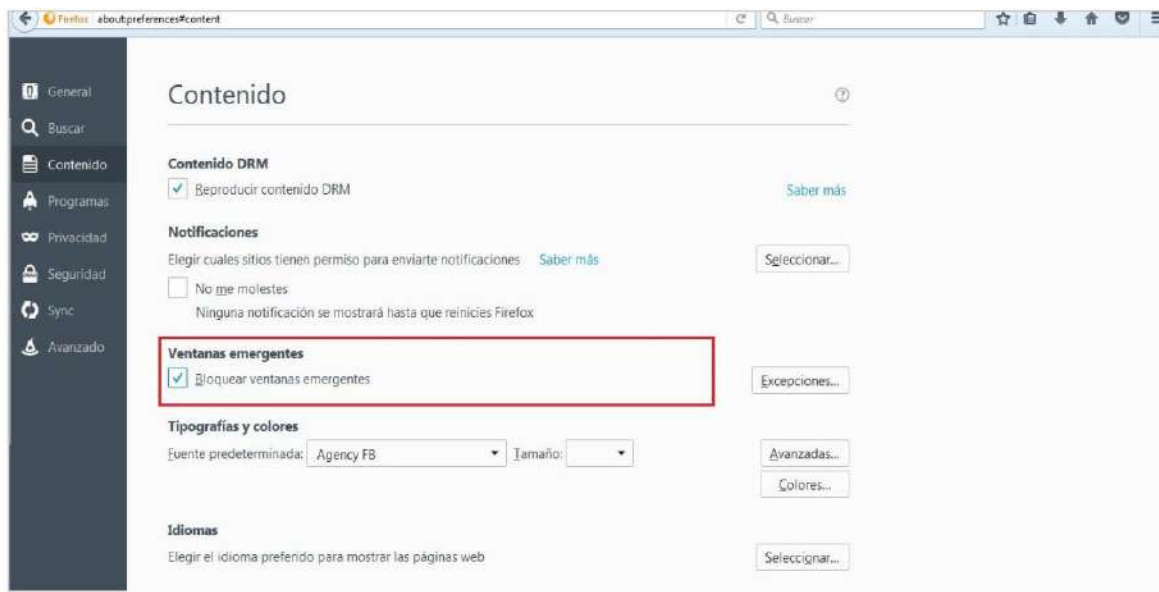 Firefox about:preferences#content Buscar
General
Buscar
Contenido
Programas
Privacidad
Seguridad
Sync
Avanzado
Contenido
Contenido DRM
Reproducir contenido DRM Saber más
Notificaciones
Elegir cuales sitios tienen permiso para enviarte notificaciones Saber más Seleccionar...
No me molestes
Ninguna notificación se mostrará hasta que reinicies Firefox
Ventanas emergentes
Bloquear ventanas emergentes Excepciones...
Tipografías y colores
Fuente predeterminada: Agency FB Tamaño: Avanzadas...
Colores...
Idiomas
Elegir el idioma preferido para mostrar las páginas web Seleccionar...